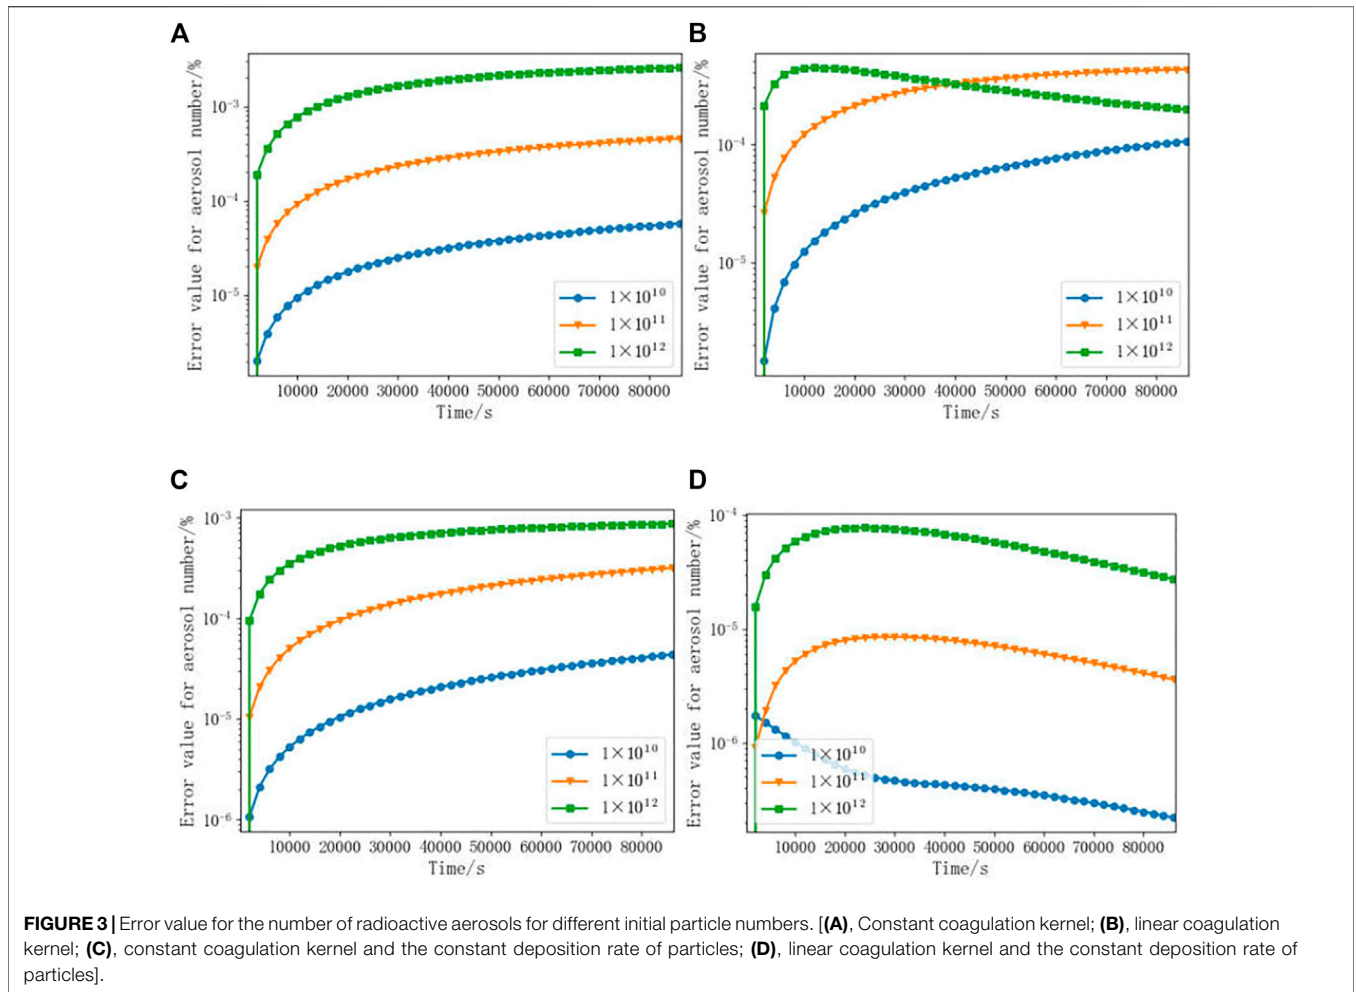 A
Error value for aerosol number/%
10⁻³
10⁻⁴
10⁻⁵
1×10¹⁰
1×10¹¹
1×10¹²
10000 20000 30000 40000 50000 60000 70000 80000
Time/s
B
Error value for aerosol number/%
10⁻⁴
10⁻⁵
1×10¹⁰
1×10¹¹
1×10¹²
10000 20000 30000 40000 50000 60000 70000 80000
Time/s
C
Error value for aerosol number/%
10⁻³
10⁻⁴
10⁻⁵
10⁻⁶
1×10¹⁰
1×10¹¹
1×10¹²
10000 20000 30000 40000 50000 60000 70000 80000
Time/s
D
Error value for aerosol number/%
10⁻⁴
10⁻⁵
10⁻⁶
1×10¹⁰
1×10¹¹
1×10¹²
10000 20000 30000 40000 50000 60000 70000 80000
Time/s
FIGURE 3 | Error value for the number of radioactive aerosols for different initial particle numbers. [(A), Constant coagulation kernel; (B), linear coagulation
kernel; (C), constant coagulation kernel and the constant deposition rate of particles; (D), linear coagulation kernel and the constant deposition rate of
particles].